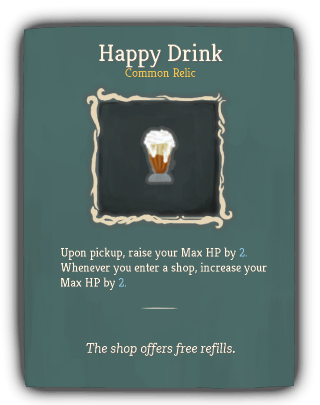 Happy Drink
Common Relic
Upon pickup, raise your Max HP by 2.
Whenever you enter a shop, increase your
Max HP by 2.
The shop offers free refills.